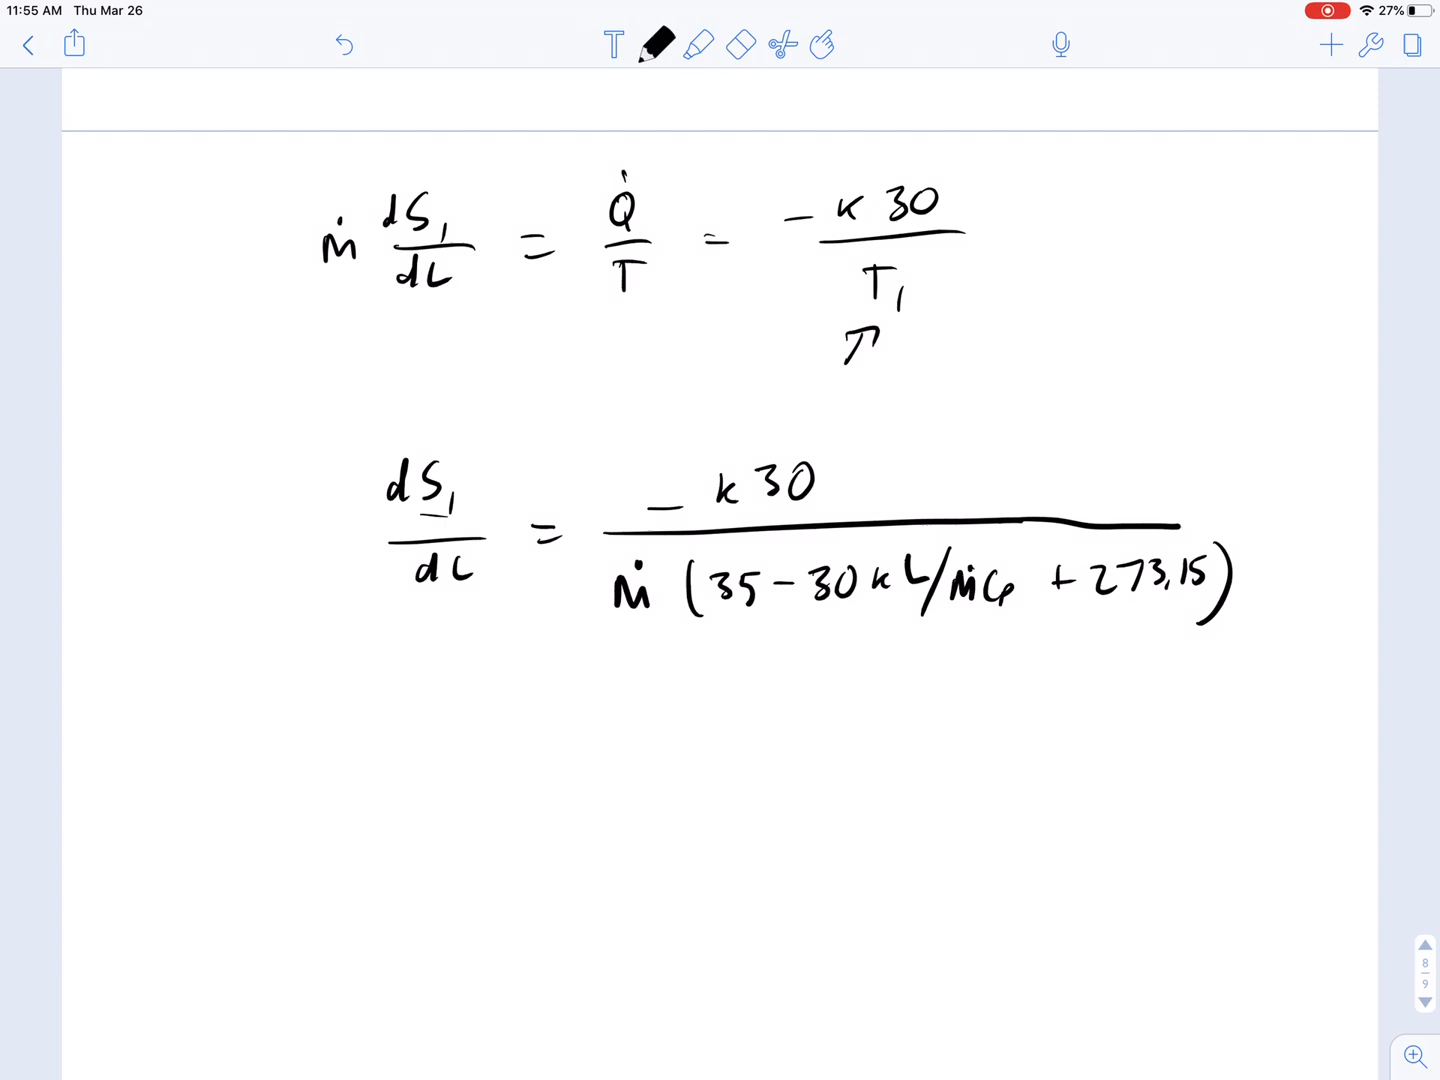 11:55 AM Thu Mar 26 27%
T
ṁ dS₁/dL = Q̇/T = -k 30/T₁
↗
dS₁/dL = -k 30/ṁ (35 - 30 k L/ṁCp + 273.15)
8
9